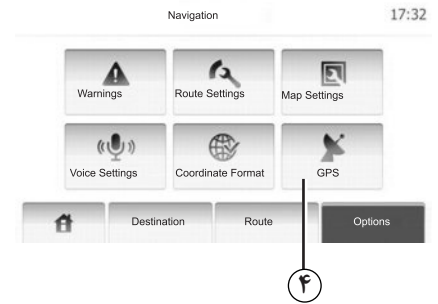 Navigation 17:32
Warnings Route Settings Map Settings
Voice Settings Coordinate Format GPS
Destination Route Options
۴